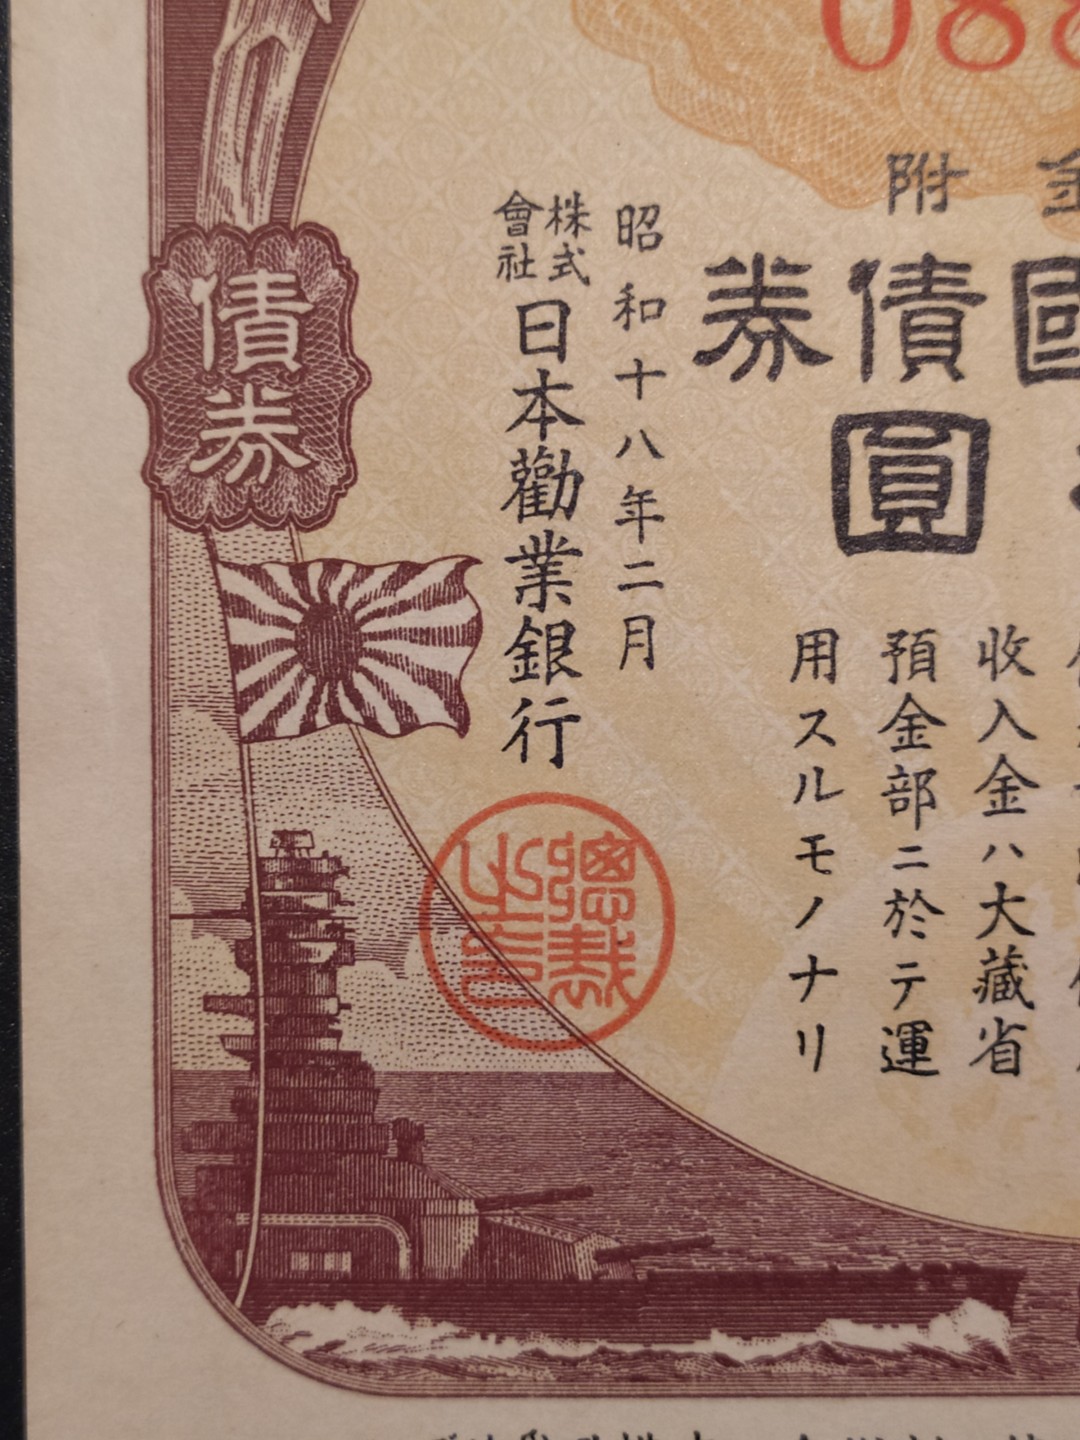 088
附
債券
國債券
圓
收入金ハ大藏省
預金部ニ於テ運
用スルモノナリ
昭和十八年二月
株式會社日本勸業銀行
總裁之印